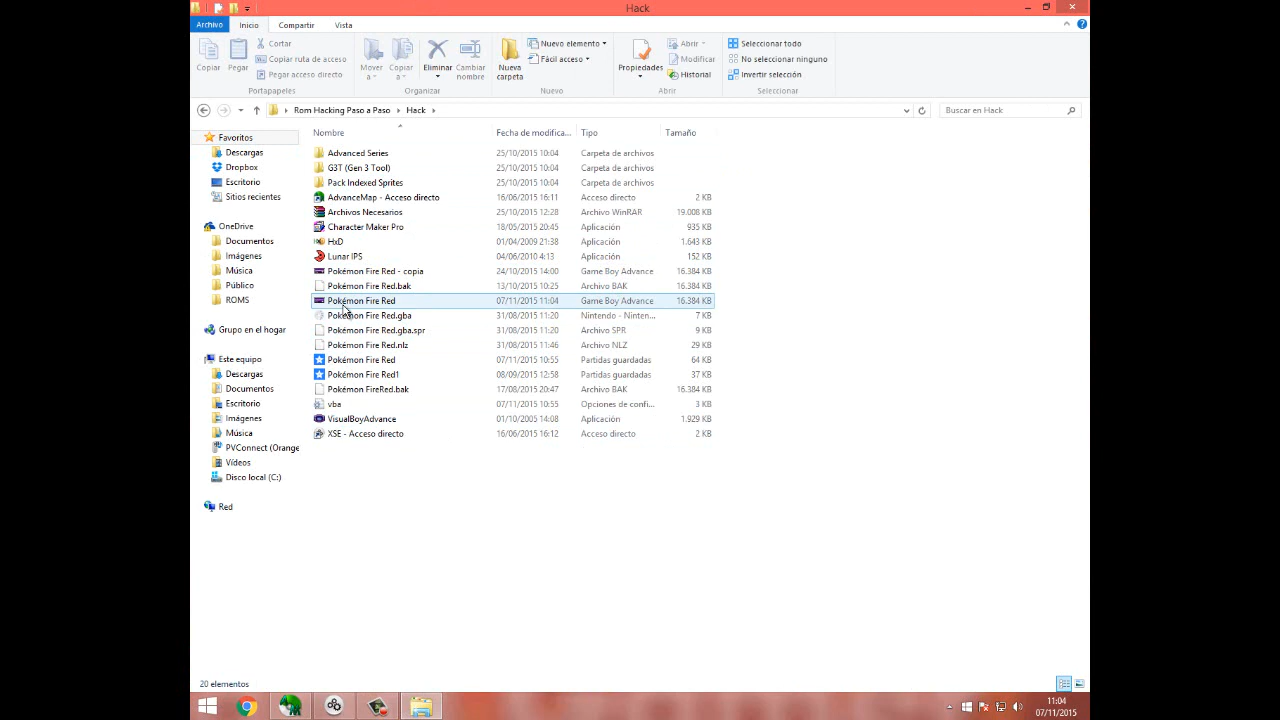 Hack
Archivo Inicio Compartir Vista
Copiar Pegar Cortar Copiar ruta de acceso Pegar acceso directo
Portapapeles
Mover a Copiar a Eliminar Cambiar nombre
Organizar
Nueva carpeta Nuevo elemento Fácil acceso
Nuevo
Propiedades Abrir Modificar Historial
Abrir
Seleccionar todo
No seleccionar ninguno
Invertir selección
Seleccionar
Rom Hacking Paso a Paso Hack Buscar en Hack
Favoritos
Descargas
Dropbox
Escritorio
Sitios recientes
OneDrive
Documentos
Imágenes
Música
Público
ROMS
Grupo en el hogar
Este equipo
Descargas
Documentos
Escritorio
Imágenes
Música
PVConnect (Orange
Vídeos
Disco local (C:)
Red
Nombre Fecha de modifica... Tipo Tamaño
Advanced Series 25/10/2015 10:04 Carpeta de archivos
G3T (Gen 3 Tool) 25/10/2015 10:04 Carpeta de archivos
Pack Indexed Sprites 25/10/2015 10:04 Carpeta de archivos
AdvanceMap - Acceso directo 16/06/2015 16:11 Acceso directo 2 KB
Archivos Necesarios 25/10/2015 12:28 Archivo WinRAR 19.008 KB
Character Maker Pro 18/05/2015 20:45 Aplicación 935 KB
HxD 01/04/2009 21:38 Aplicación 1.643 KB
Lunar IPS 04/06/2010 4:13 Aplicación 152 KB
Pokémon Fire Red - copia 24/10/2015 14:00 Game Boy Advance 16.384 KB
Pokémon Fire Red.bak 13/10/2015 10:25 Archivo BAK 16.384 KB
Pokémon Fire Red 07/11/2015 11:04 Game Boy Advance 16.384 KB
Pokémon Fire Red.gba 31/08/2015 11:20 Nintendo - Ninten... 7 KB
Pokémon Fire Red.gba.spr 31/08/2015 11:20 Archivo SPR 9 KB
Pokémon Fire Red.nlz 31/08/2015 11:46 Archivo NLZ 29 KB
Pokémon Fire Red 07/11/2015 10:55 Partidas guardadas 64 KB
Pokémon Fire Red1 08/09/2015 12:58 Partidas guardadas 37 KB
Pokémon FireRed.bak 17/08/2015 20:47 Archivo BAK 16.384 KB
vba 07/11/2015 10:55 Opciones de confi... 3 KB
VisualBoyAdvance 01/10/2005 14:08 Aplicación 1.929 KB
XSE - Acceso directo 16/06/2015 16:12 Acceso directo 2 KB
20 elementos
11:04
07/11/2015